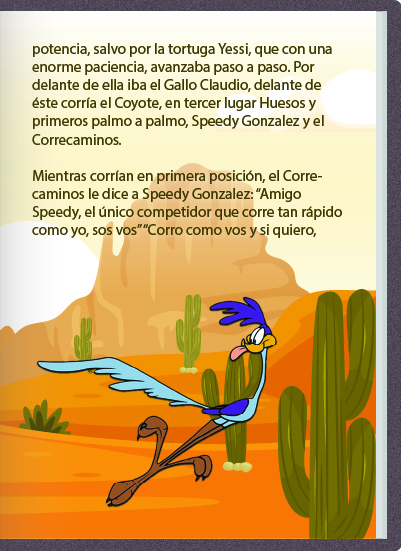 potencia, salvo por la tortuga Yessi, que con una
enorme paciencia, avanzaba paso a paso. Por
delante de ella iba el Gallo Claudio, delante de
éste corría el Coyote, en tercer lugar Huesos y
primeros palmo a palmo, Speedy Gonzalez y el
Correcaminos.
Mientras corrían en primera posición, el Corre-
caminos le dice a Speedy Gonzalez: “Amigo
Speedy, el único competidor que corre tan rápido
como yo, sos vos” “Corro como vos y si quiero,